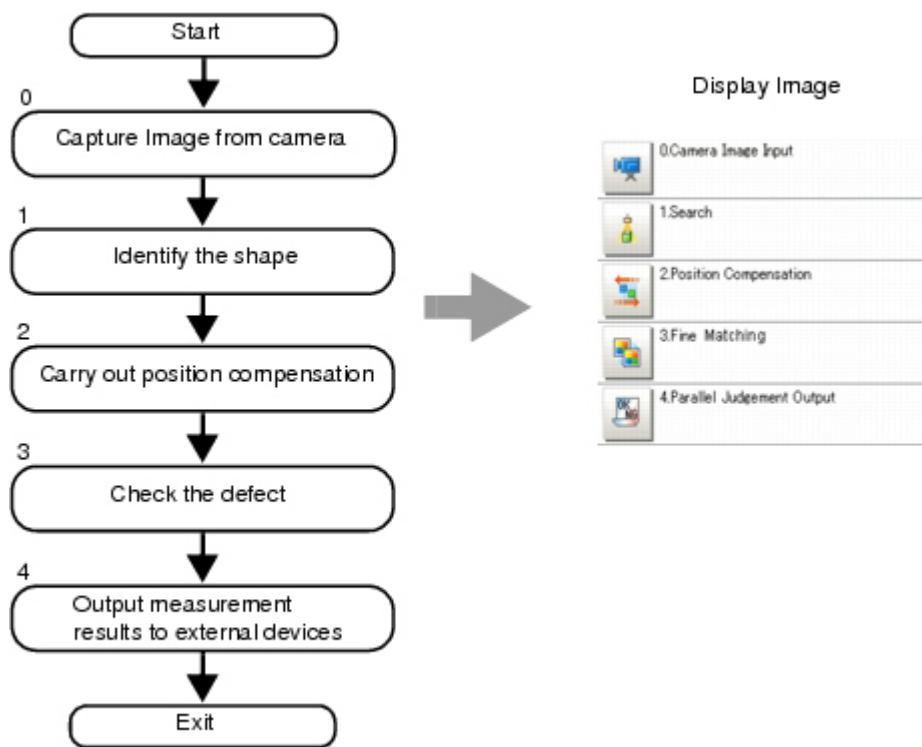 Start
0
Capture Image from camera
1
Identify the shape
2
Carry out position compensation
3
Check the defect
4
Output measurement
results to external devices
Exit
Display Image
0.Camera Image Input
1.Search
2.Position Compensation
3.Fine Matching
OK
NG
4.Parallel Judgement Output